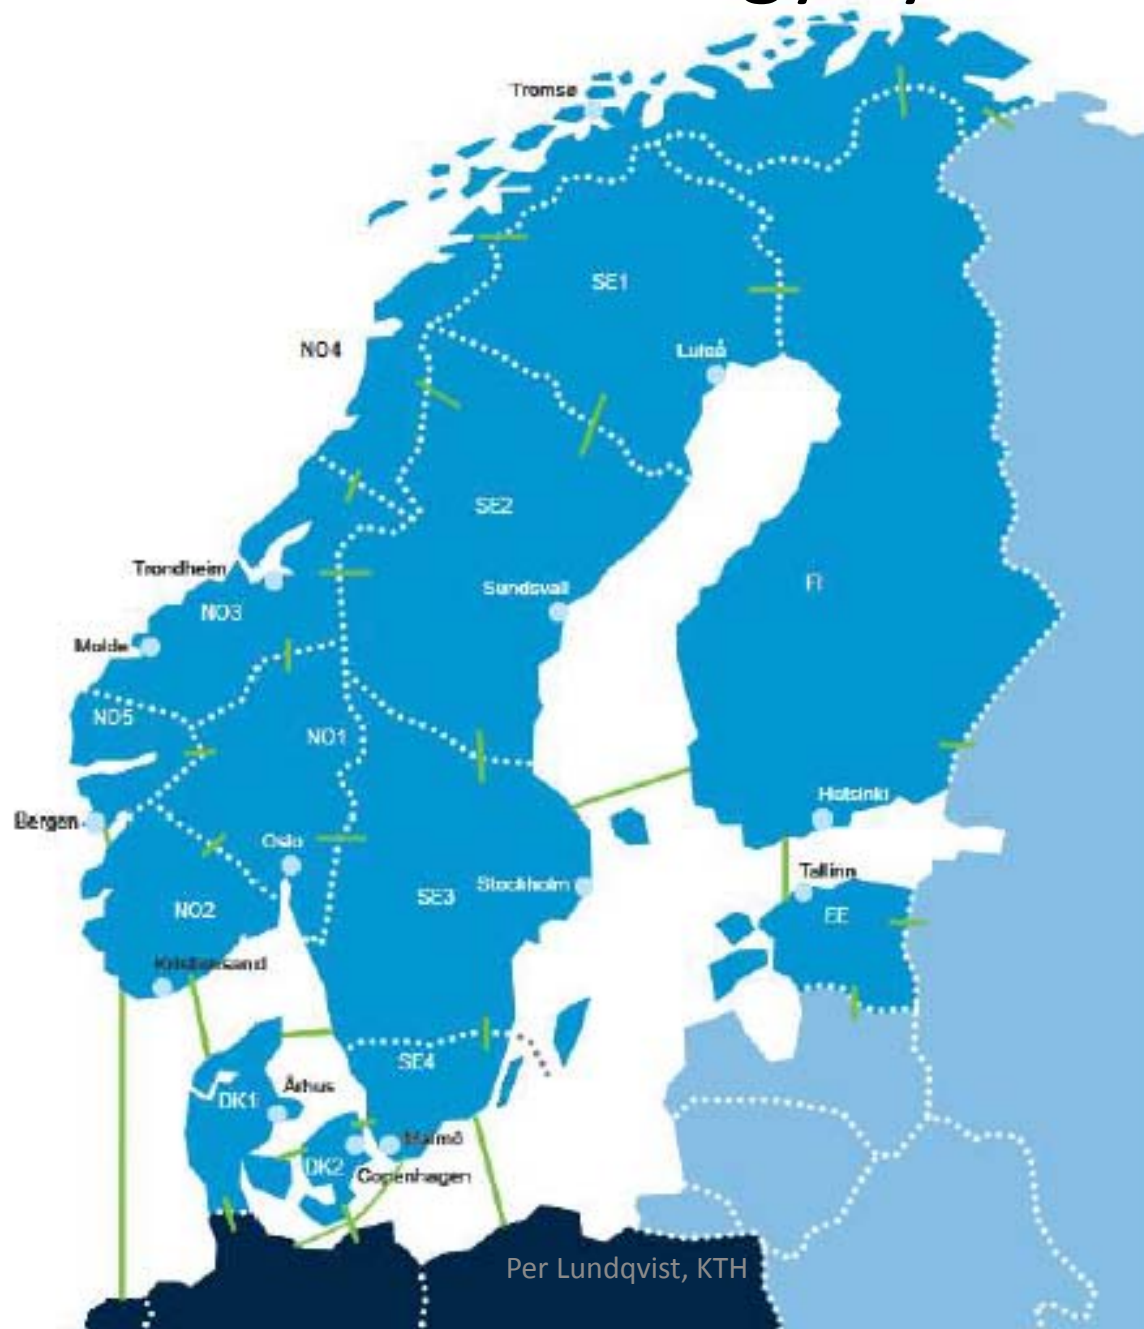 Tromsø
SE1
NO4
Luleå
SE2
Trondheim
FI
Sundsvall
NO3
Molde
NO5
NO1
Helsinki
Bergen
Oslo
Tallinn
Stockholm
SE3
NO2
EE
Kristiansand
SE4
Århus
DK1
Malmö
DK2
Copenhagen
Per Lundqvist, KTH